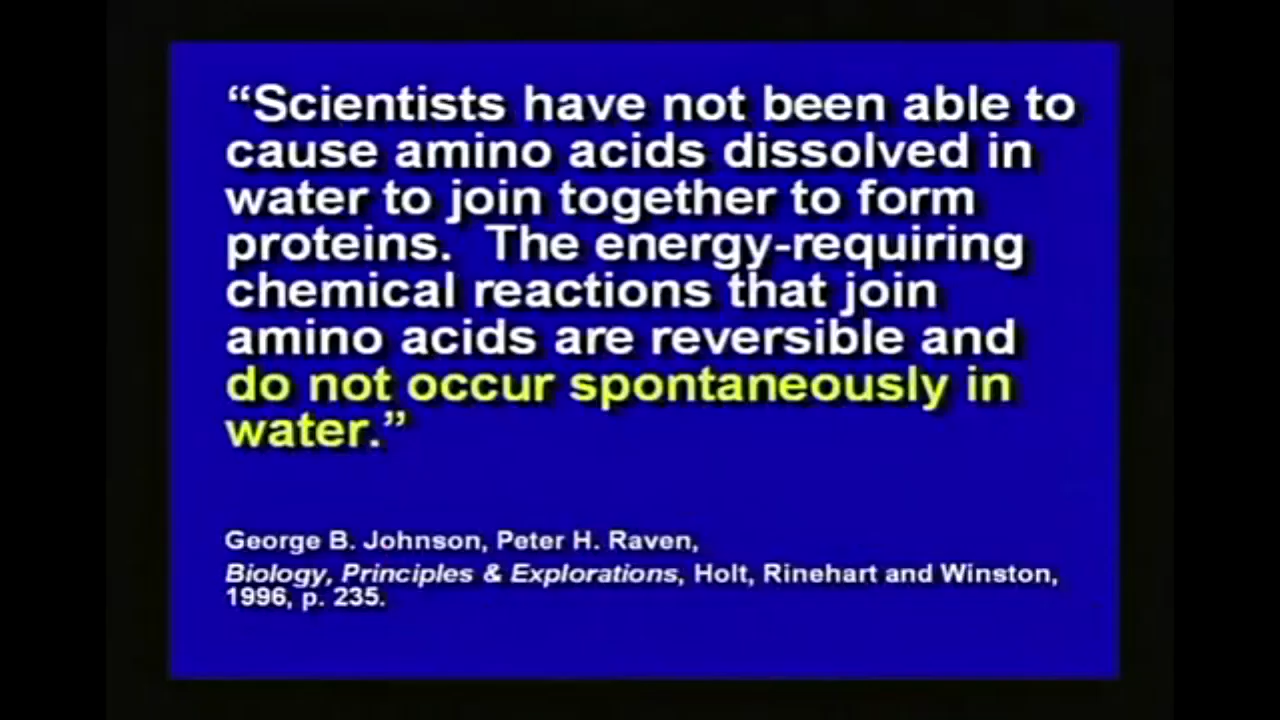 “Scientists have not been able to
cause amino acids dissolved in
water to join together to form
proteins.  The energy-requiring
chemical reactions that join
amino acids are reversible and
do not occur spontaneously in
water.”
George B. Johnson, Peter H. Raven,
Biology, Principles & Explorations, Holt, Rinehart and Winston,
1996, p. 235.